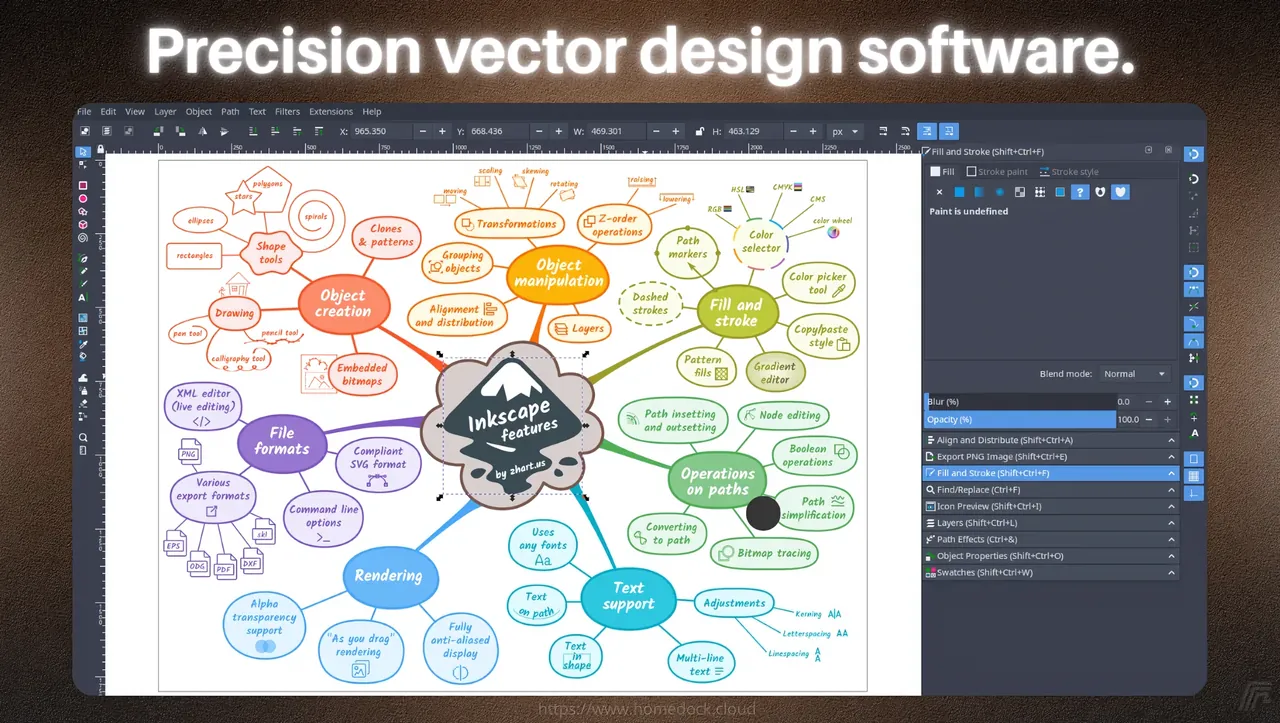 Precision vector design software.
File Edit View Layer Object Path Text Filters Extensions Help
X: 965.350 Y: 668.436 W: 469.301 H: 463.129 px
0 500 1000 1250 1500 1750 2000 2250 2500
Fill and Stroke (Shift+Ctrl+F)
Fill Stroke paint Stroke style
Paint is undefined
Blend mode: Normal
Blur (%) 0.0
Opacity (%) 100.0
Align and Distribute (Shift+Ctrl+A)
Export PNG Image (Shift+Ctrl+E)
Fill and Stroke (Shift+Ctrl+F)
Find/Replace (Ctrl+F)
Icon Preview (Shift+Ctrl+I)
Layers (Shift+Ctrl+L)
Path Effects (Ctrl+&)
Object Properties (Shift+Ctrl+O)
Swatches (Shift+Ctrl+W)
Inkscape
features
by zhart.us
Object
creation
Shape
tools
polygons
stars
spirals
ellipses
rectangles
Clones
& patterns
Drawing
pen tool
pencil tool
calligraphy tool
Embedded
bitmaps
Object
manipulation
Transformations
moving
scaling
skewing
rotating
Z-order
operations
raising
lowering
Grouping
objects
Alignment
and distribution
Layers
Fill and
stroke
Path
markers
Color
selector
RGB
HSL
CMYK
CMS
color wheel
Color picker
tool
Dashed
strokes
Copy/paste
style
Pattern
fills
Gradient
editor
Operations
on paths
Path insetting
and outsetting
Node editing
Boolean
operations
Path
simplification
Converting
to path
Bitmap tracing
Text
support
Uses
any fonts
Aa
Text
on path
Text
in
shape
Multi-line
text
Adjustments
Kerning A|A
Letterspacing AA
Linespacing A
A
Rendering
Alpha
transparency
support
"As you drag"
rendering
Fully
anti-aliased
display
File
formats
XML editor
(live editing)
</>
Compliant
SVG format
Various
export formats
PNG
EPS
ODG
PDF
DXF
.skl
Command line
options
>_
https://www.homedock.cloud